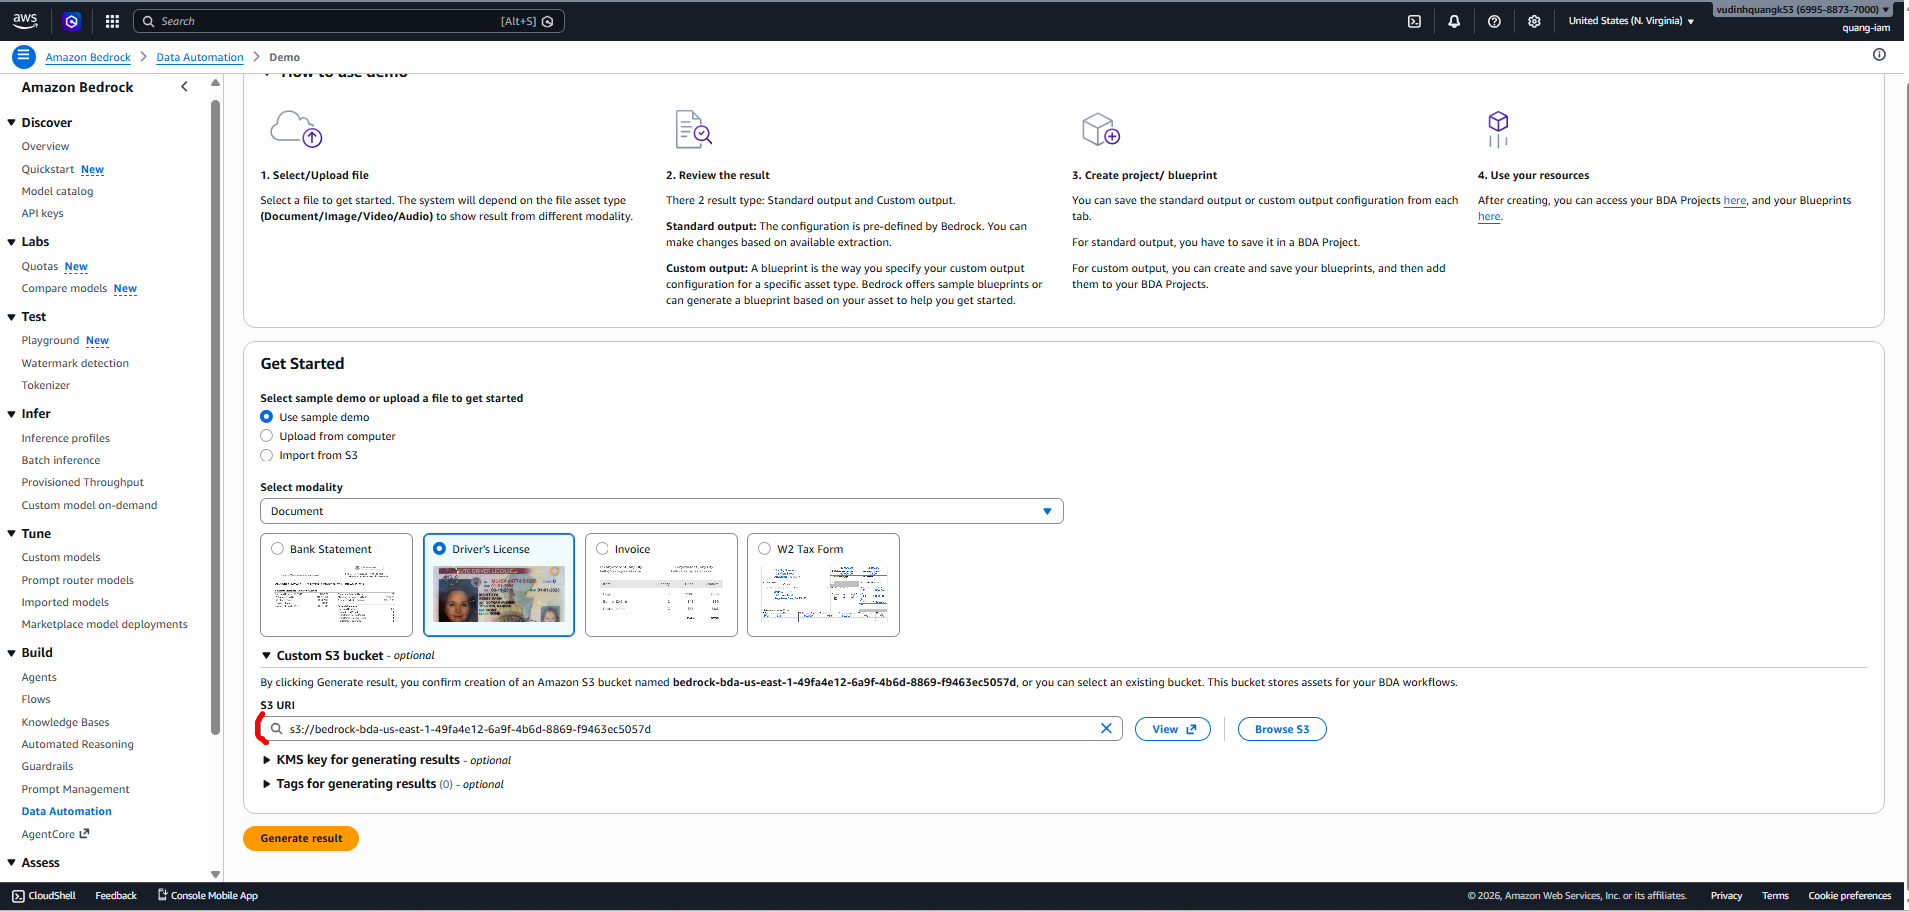 aws
Search
[Alt+S]
United States (N. Virginia)
vudinhquangk53 (6995-8873-7000)
quang-iam
Amazon Bedrock
Data Automation
Demo
Amazon Bedrock
Discover
Overview
Quickstart New
Model catalog
API keys
Labs
Quotas New
Compare models New
Test
Playground New
Watermark detection
Tokenizer
Infer
Inference profiles
Batch inference
Provisioned Throughput
Custom model on-demand
Tune
Custom models
Prompt router models
Imported models
Marketplace model deployments
Build
Agents
Flows
Knowledge Bases
Automated Reasoning
Guardrails
Prompt Management
Data Automation
AgentCore
Assess
How to use demo
1. Select/Upload file
Select a file to get started. The system will depend on the file asset type
(Document/Image/Video/Audio) to show result from different modality.
2. Review the result
There 2 result type: Standard output and Custom output.
Standard output: The configuration is pre-defined by Bedrock. You can
make changes based on available extraction.
Custom output: A blueprint is the way you specify your custom output
configuration for a specific asset type. Bedrock offers sample blueprints or
can generate a blueprint based on your asset to help you get started.
3. Create project/ blueprint
You can save the standard output or custom output configuration from each
tab.
For standard output, you have to save it in a BDA Project.
For custom output, you can create and save your blueprints, and then add
them to your BDA Projects.
4. Use your resources
After creating, you can access your BDA Projects here, and your Blueprints
here.
Get Started
Select sample demo or upload a file to get started
Use sample demo
Upload from computer
Import from S3
Select modality
Document
Bank Statement
Driver's License
Invoice
W2 Tax Form
Custom S3 bucket - optional
By clicking Generate result, you confirm creation of an Amazon S3 bucket named bedrock-bda-us-east-1-49fa4e12-6a9f-4b6d-8869-f9463ec5057d, or you can select an existing bucket. This bucket stores assets for your BDA workflows.
S3 URI
s3://bedrock-bda-us-east-1-49fa4e12-6a9f-4b6d-8869-f9463ec5057d
View
Browse S3
KMS key for generating results - optional
Tags for generating results (0) - optional
Generate result
CloudShell
Feedback
Console Mobile App
© 2026, Amazon Web Services, Inc. or its affiliates.
Privacy
Terms
Cookie preferences